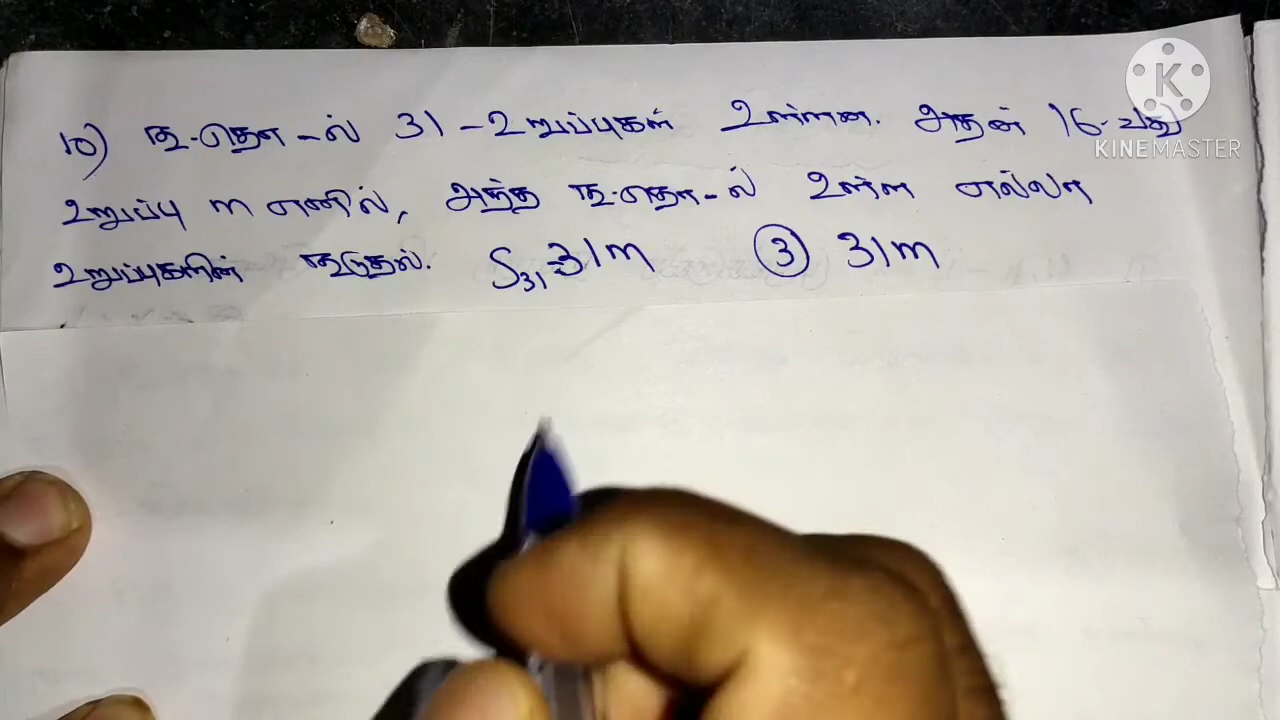 10) கூ.தொ-ல் 31-உறுப்புகள் உள்ளன. அதன் 16-வது
உறுப்பு m எனில், அந்த கூ.தொ-ல் உள்ள எல்லா
உறுப்புகளின் கூடுதல். S31=31m ③ 31m
K
KINEMASTER